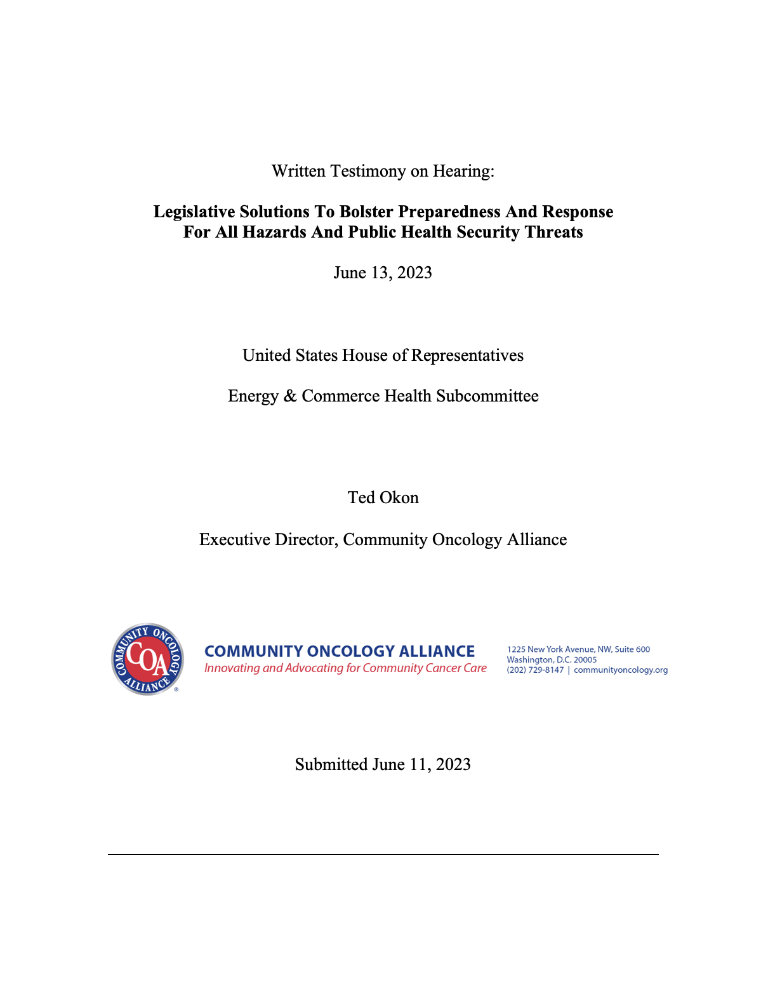 Written Testimony on Hearing:
Legislative Solutions To Bolster Preparedness And Response
For All Hazards And Public Health Security Threats
June 13, 2023
United States House of Representatives
Energy & Commerce Health Subcommittee
Ted Okon
Executive Director, Community Oncology Alliance
COMMUNITY ONCOLOGY
COA
ALLIANCE
®
COMMUNITY ONCOLOGY ALLIANCE
Innovating and Advocating for Community Cancer Care
1225 New York Avenue, NW, Suite 600
Washington, D.C. 20005
(202) 729-8147 | communityoncology.org
Submitted June 11, 2023